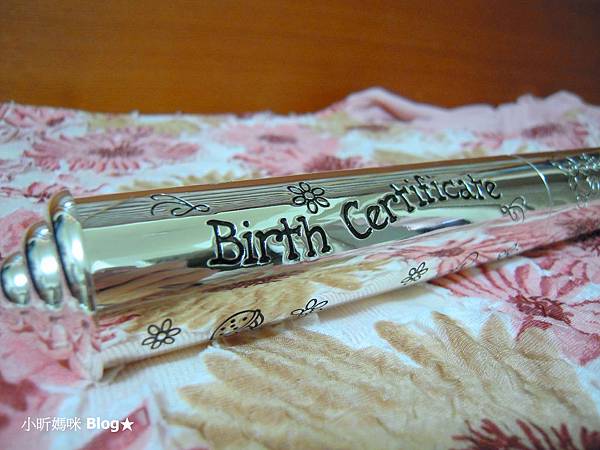 Birth Certificate
小昕媽咪 Blog★